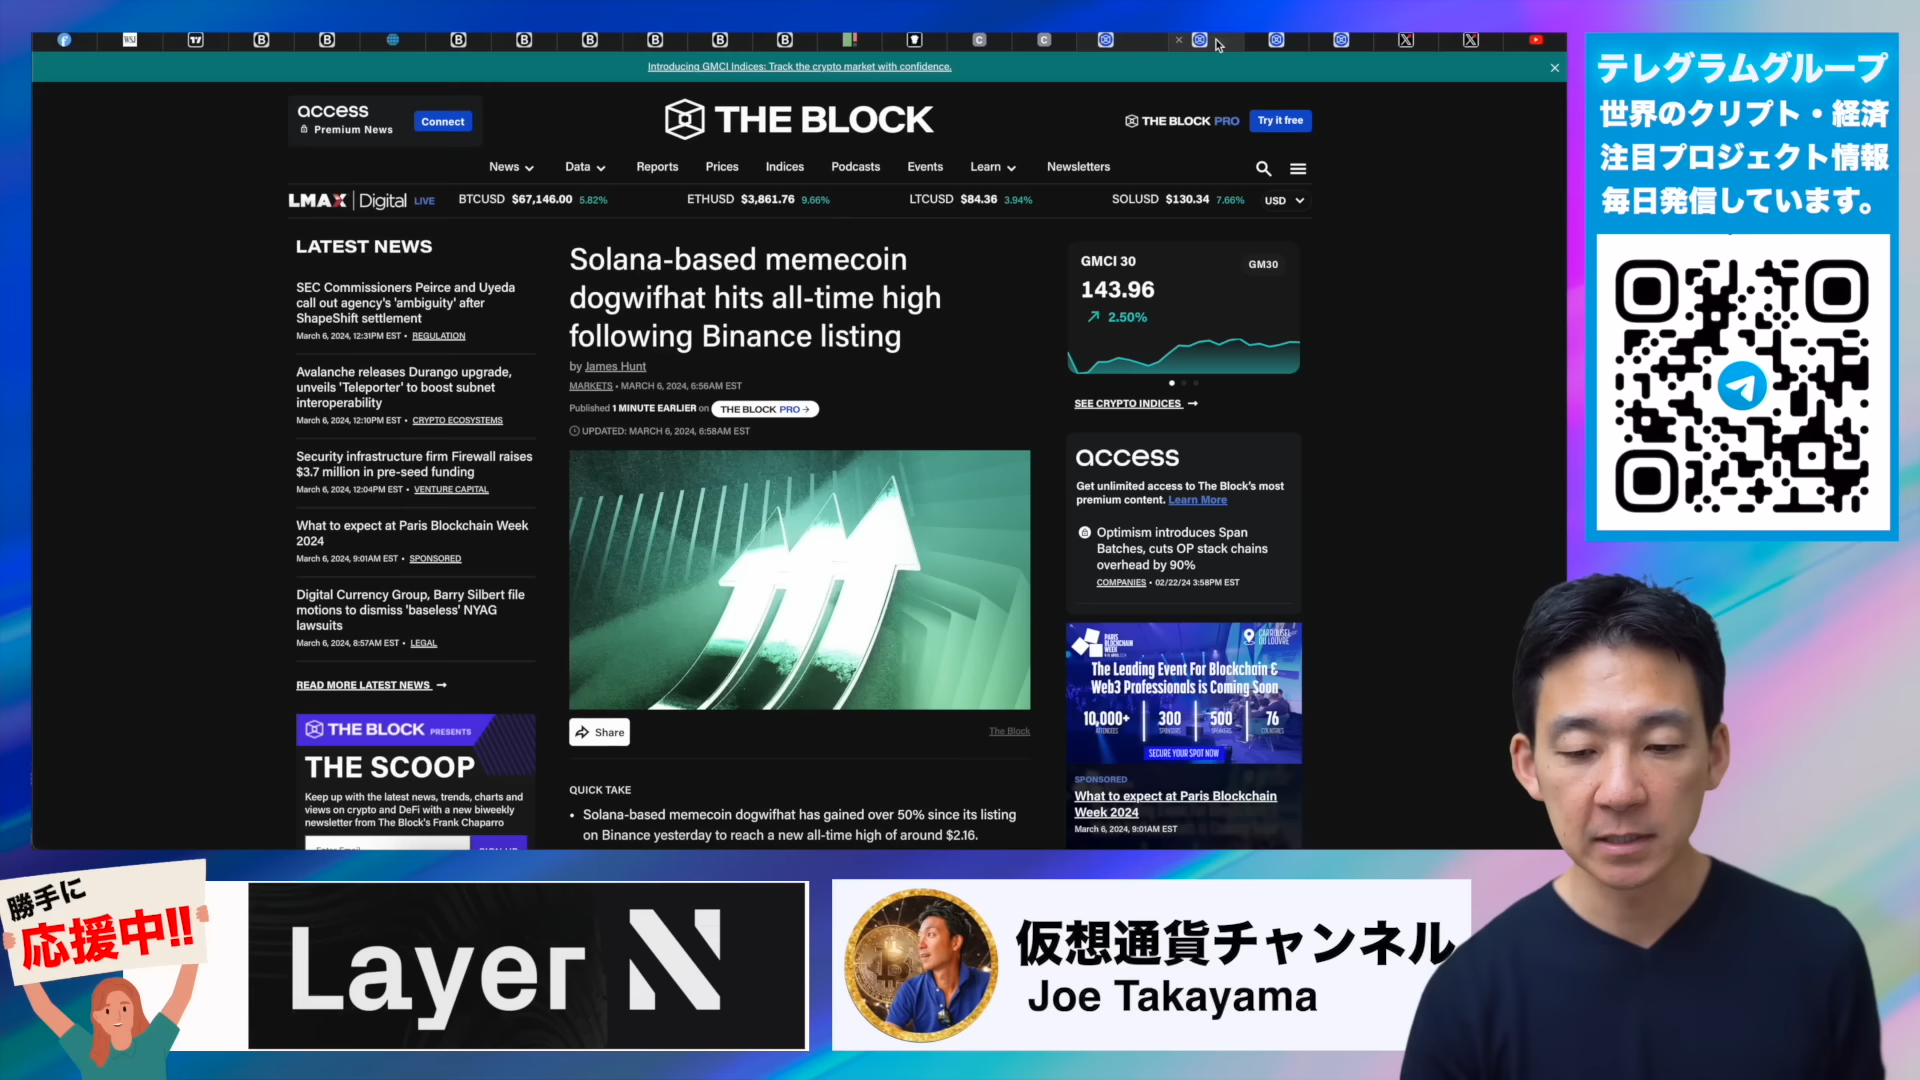 WSJ
Introducing GMCI Indices: Track the crypto market with confidence.
access
Premium News
Connect
THE BLOCK
THE BLOCK PRO
Try it free
News
Data
Reports
Prices
Indices
Podcasts
Events
Learn
Newsletters
LMAX Digital LIVE
BTCUSD $67,146.00 5.82%
ETHUSD $3,861.76 9.66%
LTCUSD $84.36 3.94%
SOLUSD $130.34 7.66%
USD
LATEST NEWS
SEC Commissioners Peirce and Uyeda
call out agency's 'ambiguity' after
ShapeShift settlement
March 6, 2024, 12:31PM EST • REGULATION
Avalanche releases Durango upgrade,
unveils 'Teleporter' to boost subnet
interoperability
March 6, 2024, 12:10PM EST • CRYPTO ECOSYSTEMS
Security infrastructure firm Firewall raises
$3.7 million in pre-seed funding
March 6, 2024, 12:04PM EST • VENTURE CAPITAL
What to expect at Paris Blockchain Week
2024
March 6, 2024, 9:01AM EST • SPONSORED
Digital Currency Group, Barry Silbert file
motions to dismiss 'baseless' NYAG
lawsuits
March 6, 2024, 8:57AM EST • LEGAL
READ MORE LATEST NEWS →
THE BLOCK PRESENTS
THE SCOOP
Keep up with the latest news, trends, charts and
views on crypto and DeFi with a new biweekly
newsletter from The Block's Frank Chaparro
Solana-based memecoin
dogwifhat hits all-time high
following Binance listing
by James Hunt
MARKETS • MARCH 6, 2024, 6:56AM EST
Published 1 MINUTE EARLIER on THE BLOCK PRO →
UPDATED: MARCH 6, 2024, 6:58AM EST
Share
The Block
QUICK TAKE
• Solana-based memecoin dogwifhat has gained over 50% since its listing
on Binance yesterday to reach a new all-time high of around $2.16.
GMCI 30
GM30
143.96
2.50%
SEE CRYPTO INDICES →
access
Get unlimited access to The Block's most
premium content. Learn More
Optimism introduces Span
Batches, cuts OP stack chains
overhead by 90%
COMPANIES • 02/22/24 3:58PM EST
PARIS
BLOCKCHAIN
WEEK
CARROUSEL
DU LOUVRE
The Leading Event For Blockchain &
Web3 Professionals is Coming Soon
10,000+ 300 500 76
ATTENDEES SPONSORS SPEAKERS COUNTRIES
SECURE YOUR SPOT NOW
SPONSORED
What to expect at Paris Blockchain
Week 2024
March 6, 2024, 9:01AM EST
テレグラムグループ
世界のクリプト・経済
注目プロジェクト情報
毎日発信しています。
勝手に
応援中!!
Layer N
仮想通貨チャンネル
Joe Takayama